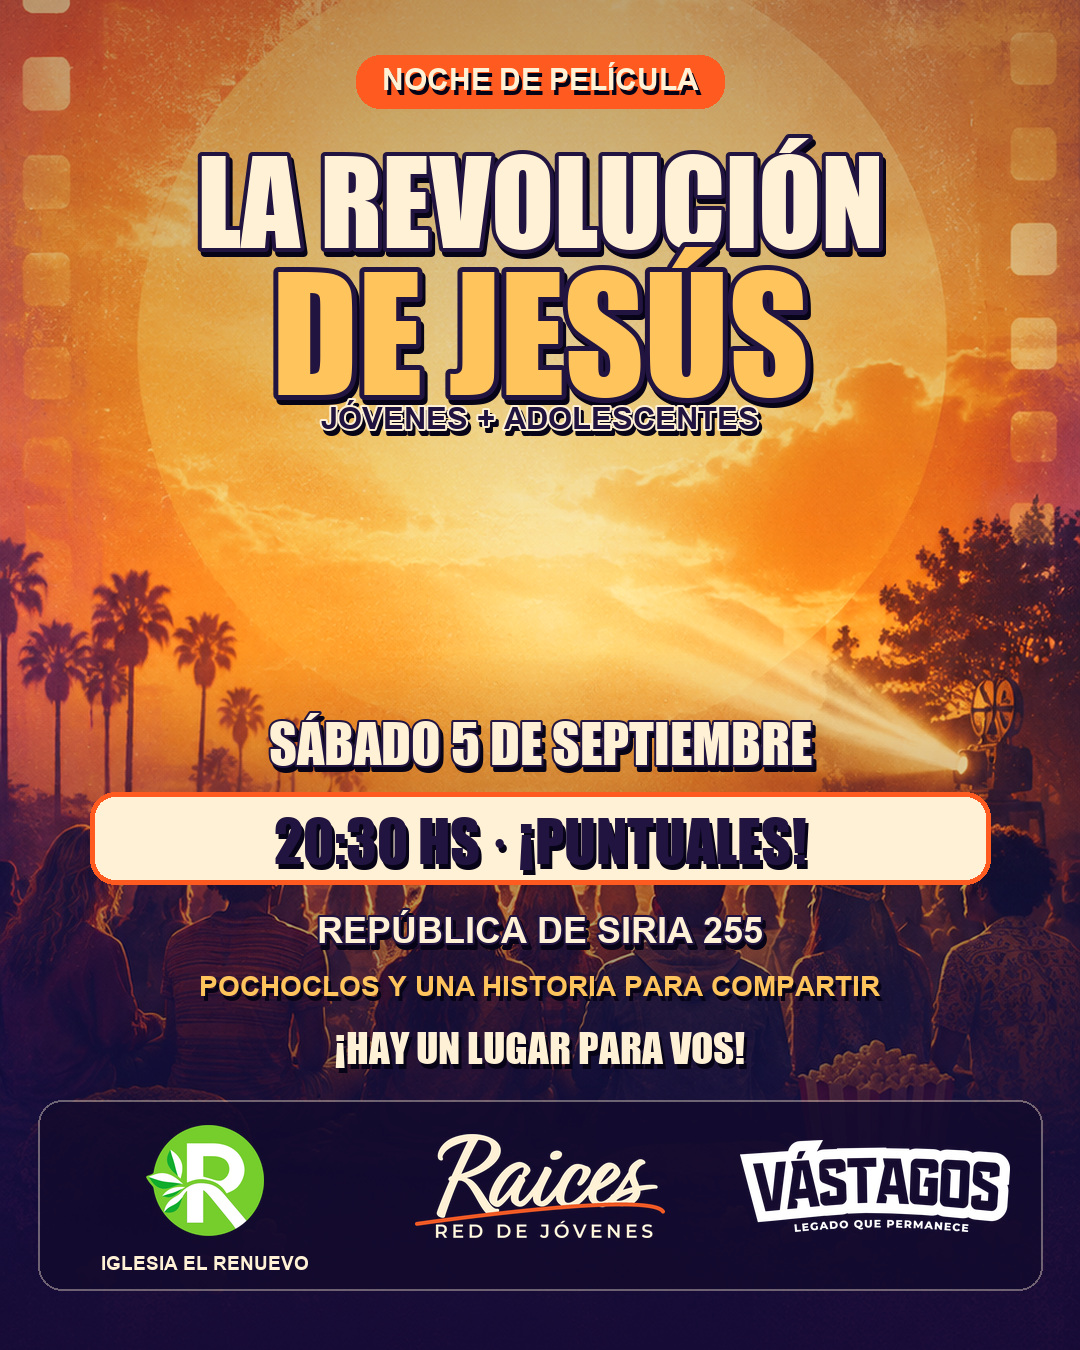 NOCHE DE PELÍCULA
LA REVOLUCIÓN
DE JESÚS
JÓVENES + ADOLESCENTES
SÁBADO 5 DE SEPTIEMBRE
20:30 HS · ¡PUNTUALES!
REPÚBLICA DE SIRIA 255
POCHOCLOS Y UNA HISTORIA PARA COMPARTIR
¡HAY UN LUGAR PARA VOS!
R
IGLESIA EL RENUEVO
Raices
RED DE JÓVENES
VÁSTAGOS
LEGADO QUE PERMANECE